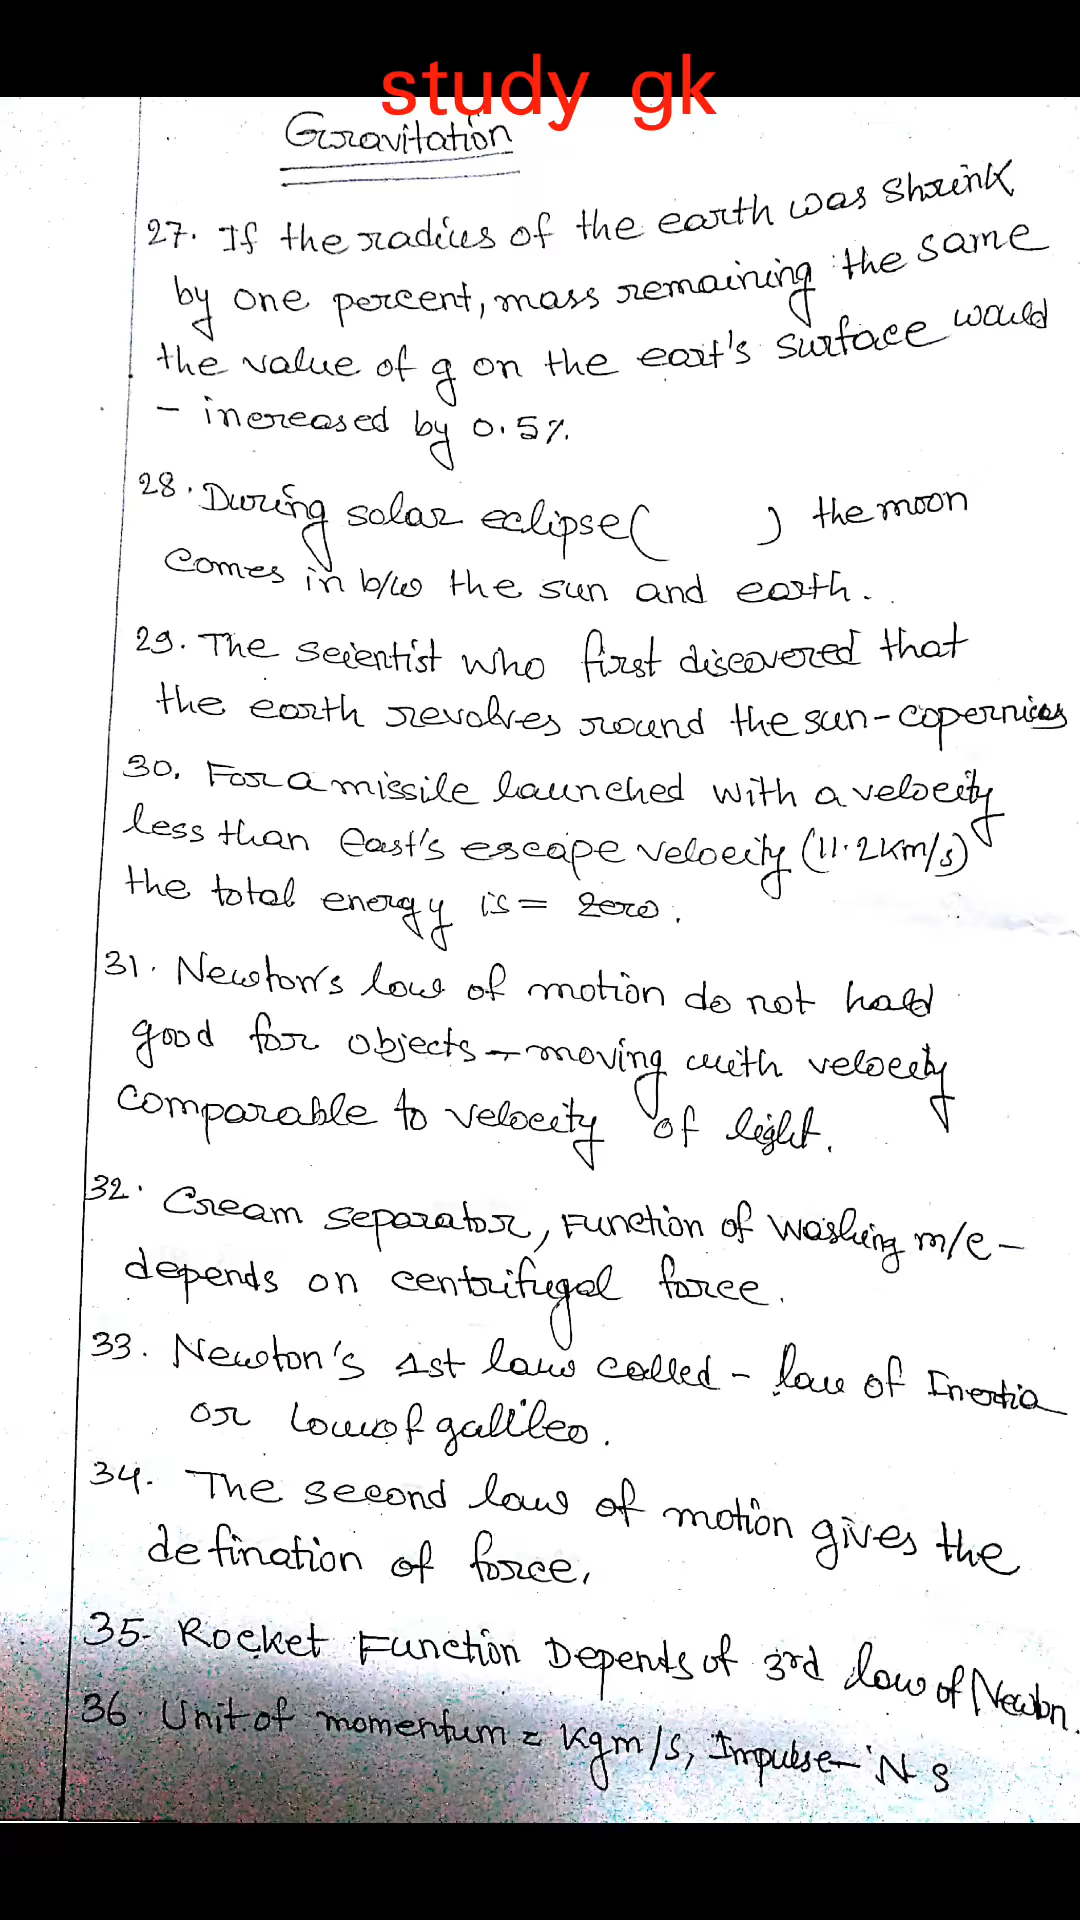 study gk
Gravitation
27. If the radius of the earth was shrink
by one percent, mass remaining the same
the value of g on the eart's surface would
- increased by 0.5%.
28. During solar eclipse ( ) the moon
comes in b/w the sun and earth.
29. The scientist who first discovered that
the earth revolves round the sun - copernicus
30. For a missile launched with a velocity
less than East's escape velocity (11.2 Km/s)
the total energy is = zero.
31. Newton's law of motion do not hold
good for objects - moving with velocity
comparable to velocity of light.
32. Cream separator, Function of washing m/c -
depends on centrifugal force.
33. Newton's 1st law called - law of Inertia
or law of galileo.
34. The second law of motion gives the
defination of force.
35. Rocket Function Depends of 3rd law of Newton.
36. Unit of momentum = kgm/s, Impulse - N s